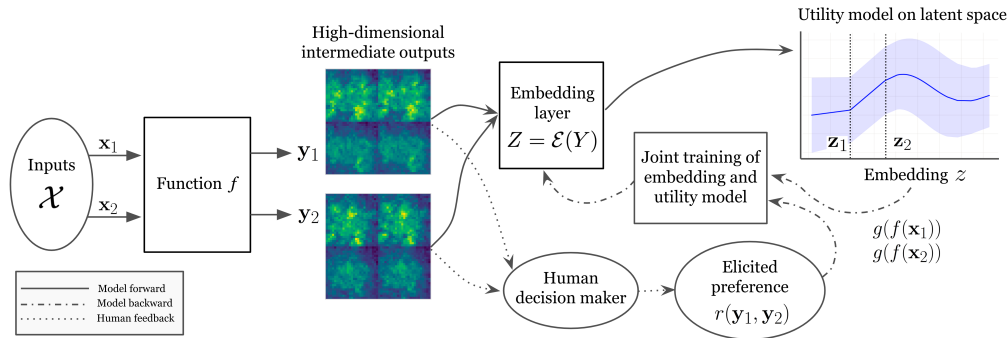 High-dimensional
intermediate outputs
Utility model on latent space
Inputs
𝒳
x₁
x₂
Function f
y₁
y₂
Embedding
layer
Z = ℰ(Y)
Joint training of
embedding and
utility model
z₁
z₂
Embedding z
g(f(x₁))
g(f(x₂))
Human
decision maker
Elicited
preference
r(y₁, y₂)
Model forward
Model backward
Human feedback